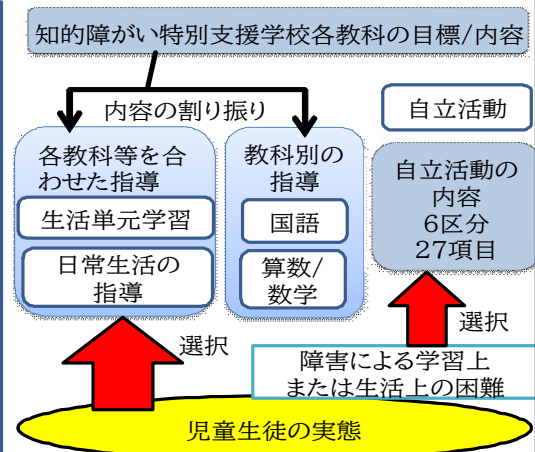 知的障がい特別支援学校各教科の目標/内容
内容の割り振り
各教科等を合
わせた指導
生活単元学習
日常生活の
指導
教科別の
指導
国語
算数/
数学
自立活動
自立活動の
内容
6区分
27項目
選択
選択
障害による学習上
または生活上の困難
児童生徒の実態